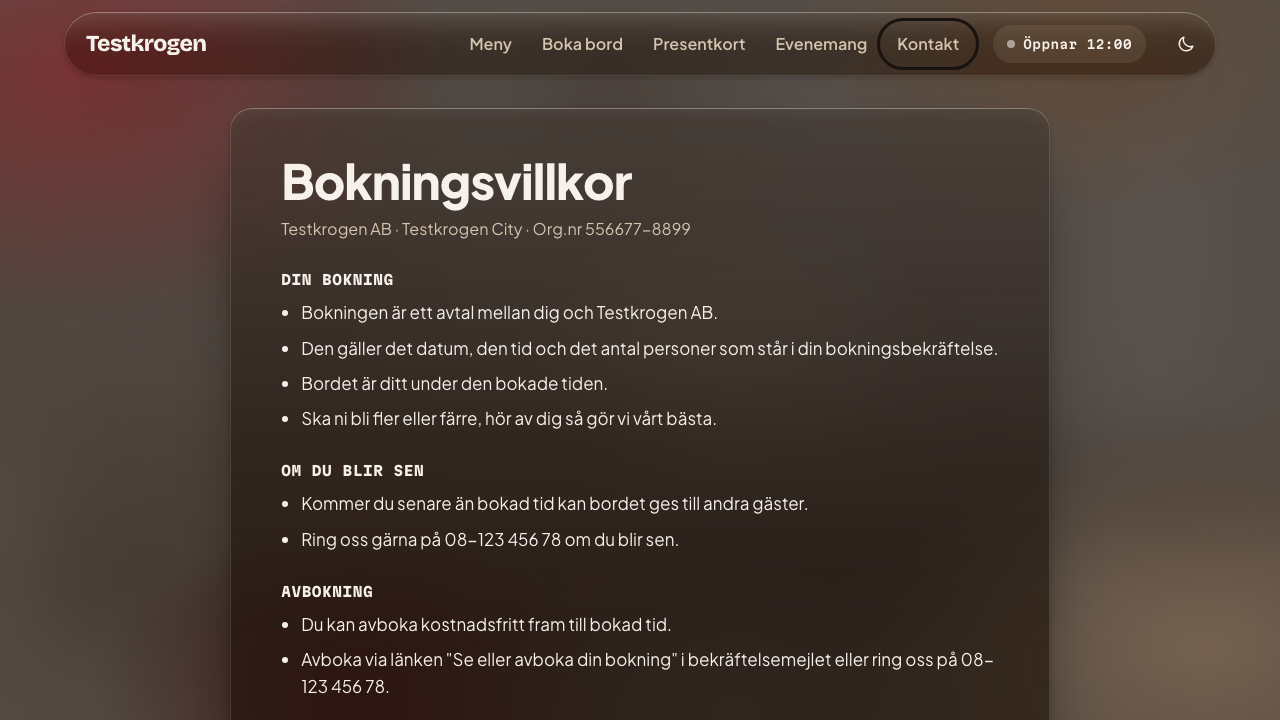 Testkrogen
Meny
Boka bord
Presentkort
Evenemang
Kontakt
Öppnar 12:00
Bokningsvillkor
Testkrogen AB · Testkrogen City · Org.nr 556677–8899
DIN BOKNING
• Bokningen är ett avtal mellan dig och Testkrogen AB.
• Den gäller det datum, den tid och det antal personer som står i din bokningsbekräftelse.
• Bordet är ditt under den bokade tiden.
• Ska ni bli fler eller färre, hör av dig så gör vi vårt bästa.
OM DU BLIR SEN
• Kommer du senare än bokad tid kan bordet ges till andra gäster.
• Ring oss gärna på 08–123 456 78 om du blir sen.
AVBOKNING
• Du kan avboka kostnadsfritt fram till bokad tid.
• Avboka via länken "Se eller avboka din bokning" i bekräftelsemejlet eller ring oss på 08–
123 456 78.